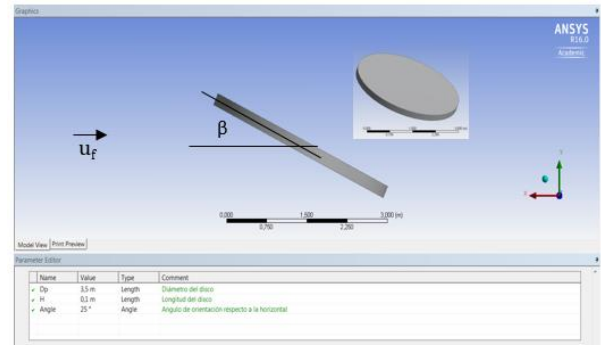 Graphics
ANSYS
R16.0
Academic
β
u_f
0,000 1,500 3,000 (m)
0,750 2,250
Model View Print Preview
Parameter Editor
Name Value Type Comment
Dp 3,5 m Length Diámetro del disco
H 0,1 m Length Longitud del disco
Angle 25 ° Angle Angulo de orientación respecto a la horizontal